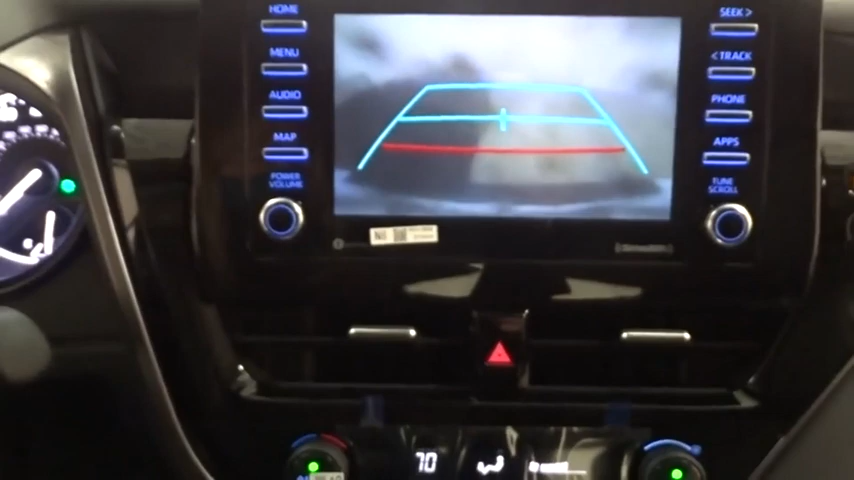 HOME
MENU
AUDIO
MAP
POWER
VOLUME
SEEK >
< TRACK
PHONE
APPS
TUNE
SCROLL
70